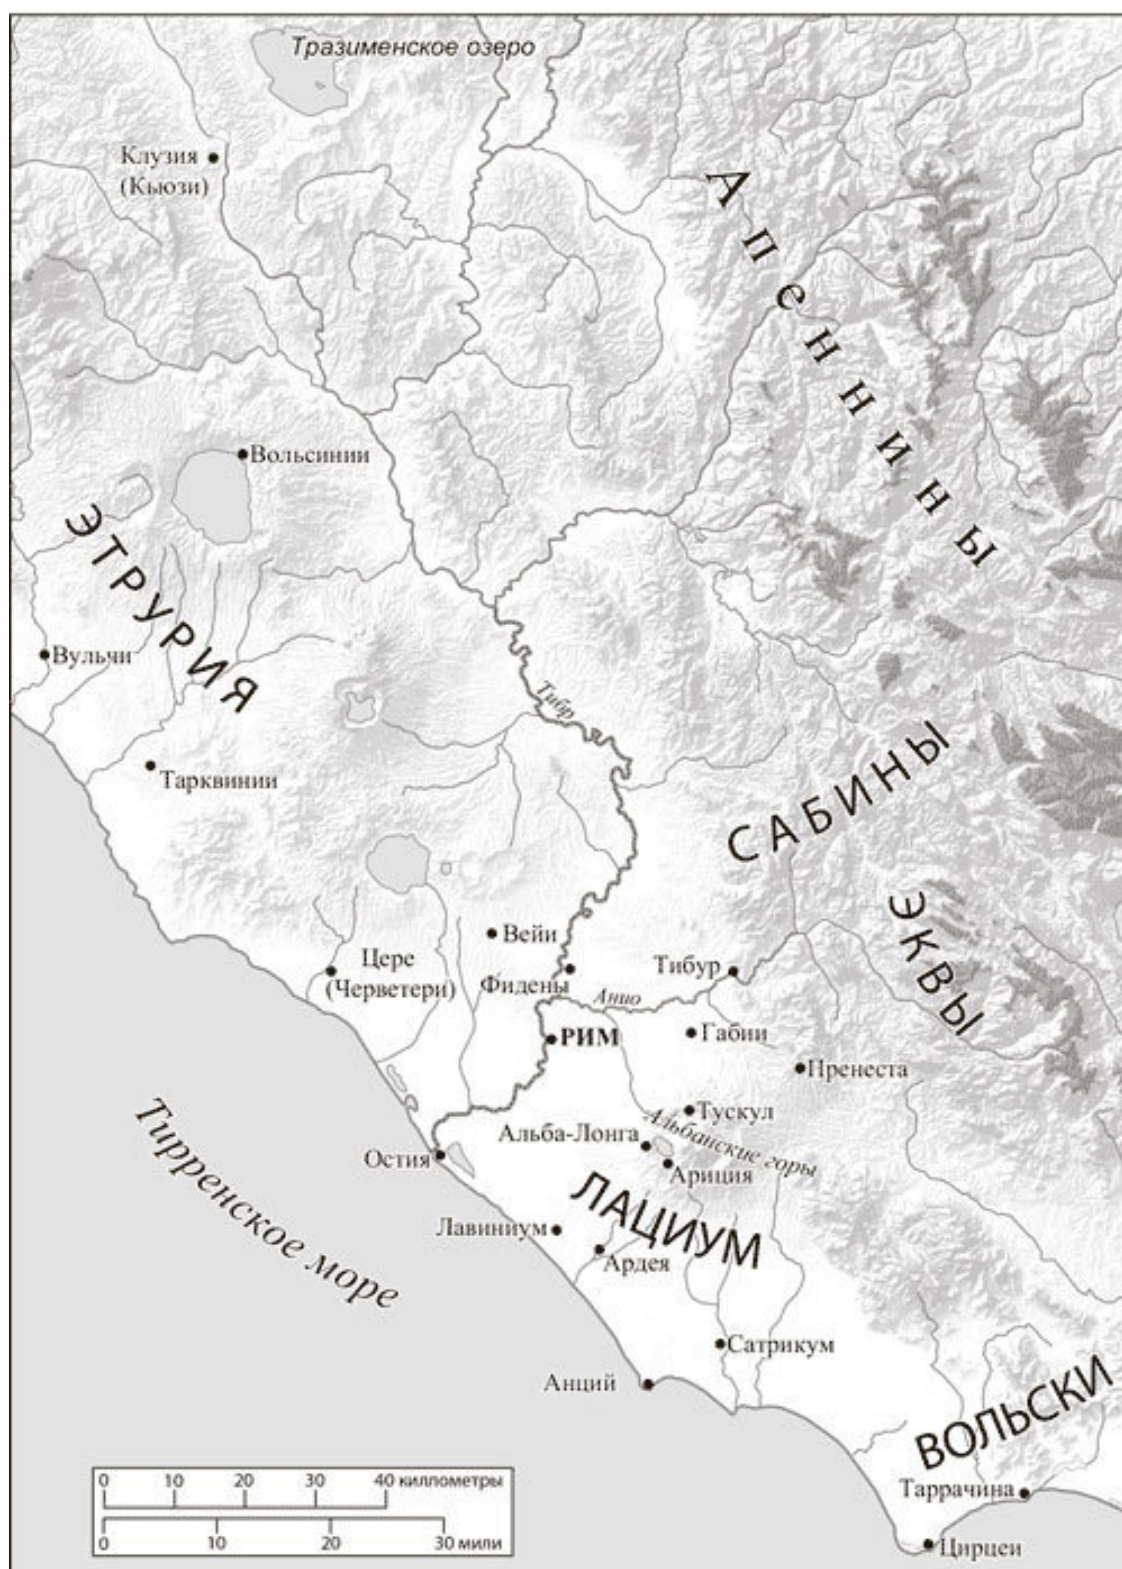 Тразименское озеро
Клузия
(Кьюзи)
Апеннины
Вольсинии
ЭТРУРИЯ
Вульчи
Тибр
Тарквинии
САБИНЫ
ЭКВЫ
Вейи
Цере
(Черветери)
Фидены
Тибур
Анио
РИМ
Габии
Пренеста
Тускул
Альбанские горы
Альба-Лонга
Ариция
Остия
ЛАЦИУМ
Тирренское море
Лавиниум
Ардея
Сатрикум
Анций
ВОЛЬСКИ
Таррачина
Цирцеи
0 10 20 30 40 киллометры
0 10 20 30 мили